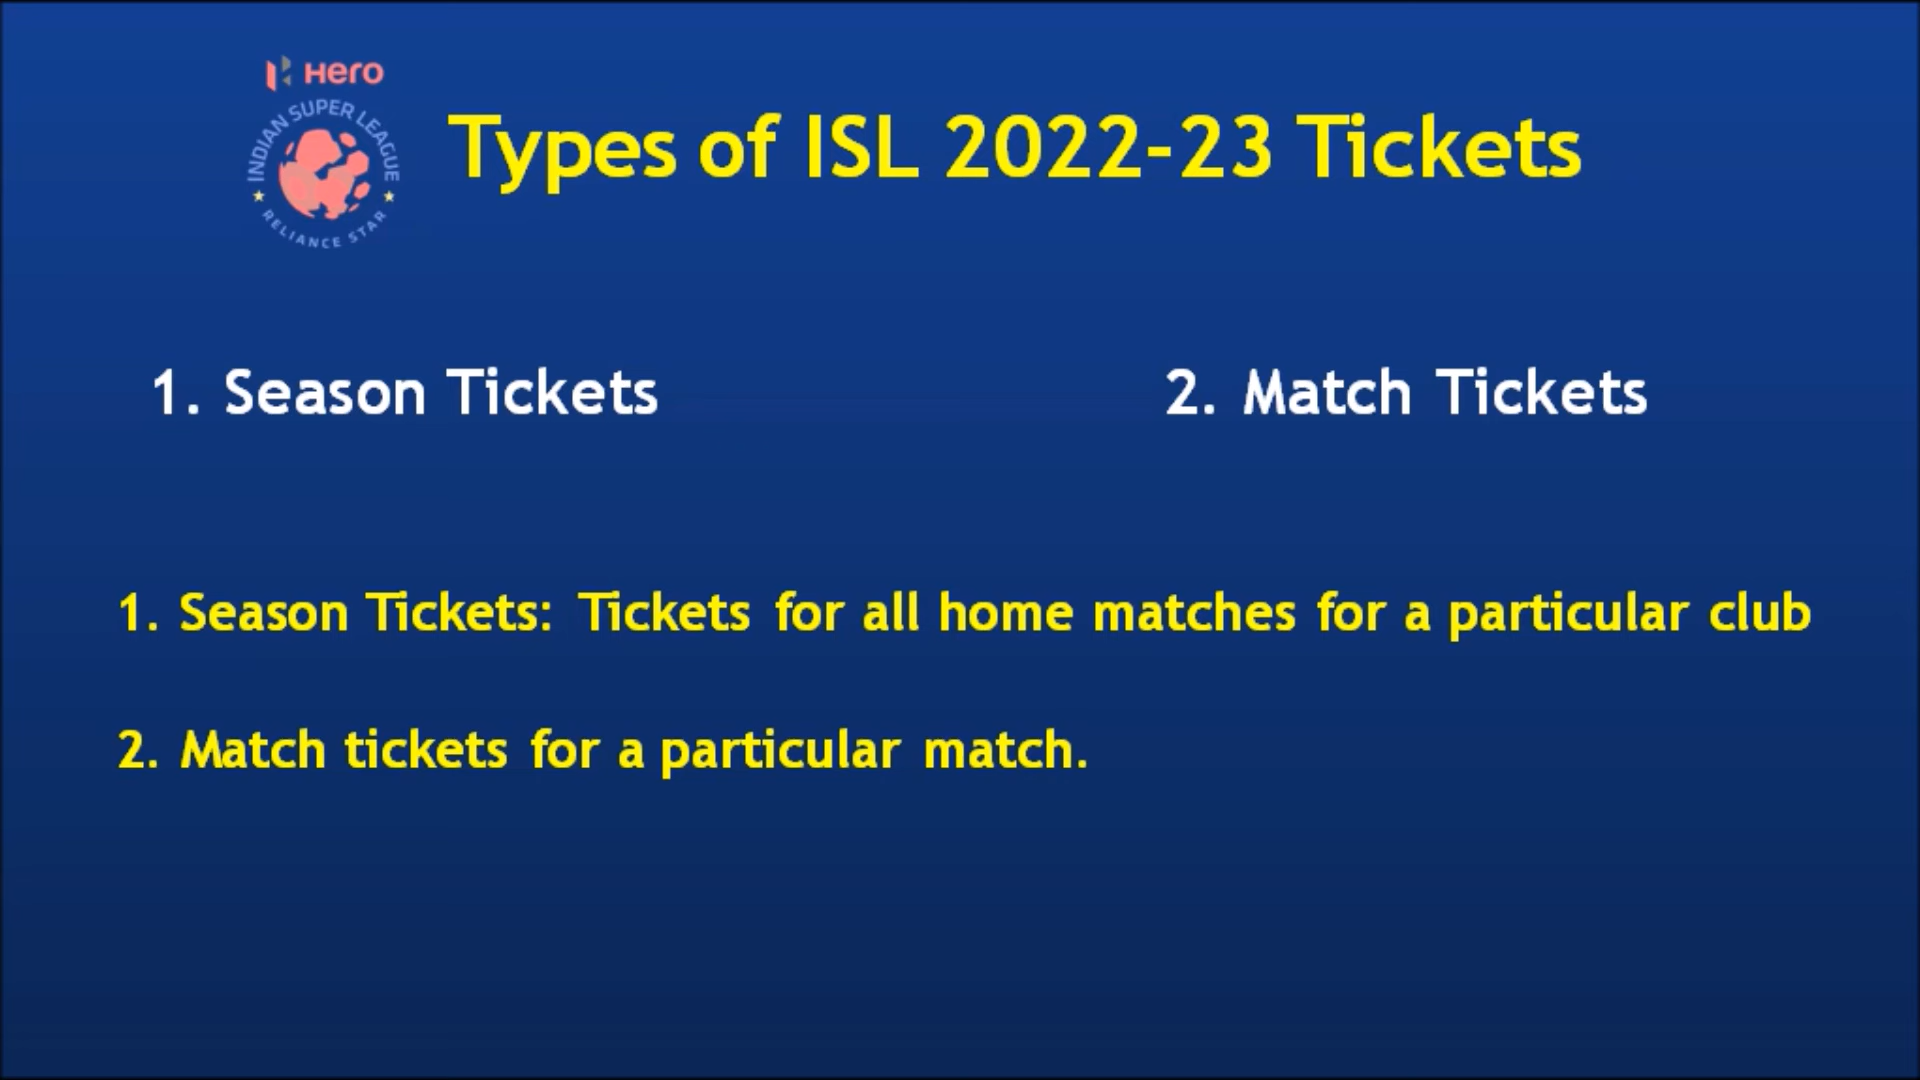 Hero
INDIAN SUPER LEAGUE
RELIANCE STAR
Types of ISL 2022-23 Tickets
1. Season Tickets
2. Match Tickets
1. Season Tickets: Tickets for all home matches for a particular club
2. Match tickets for a particular match.